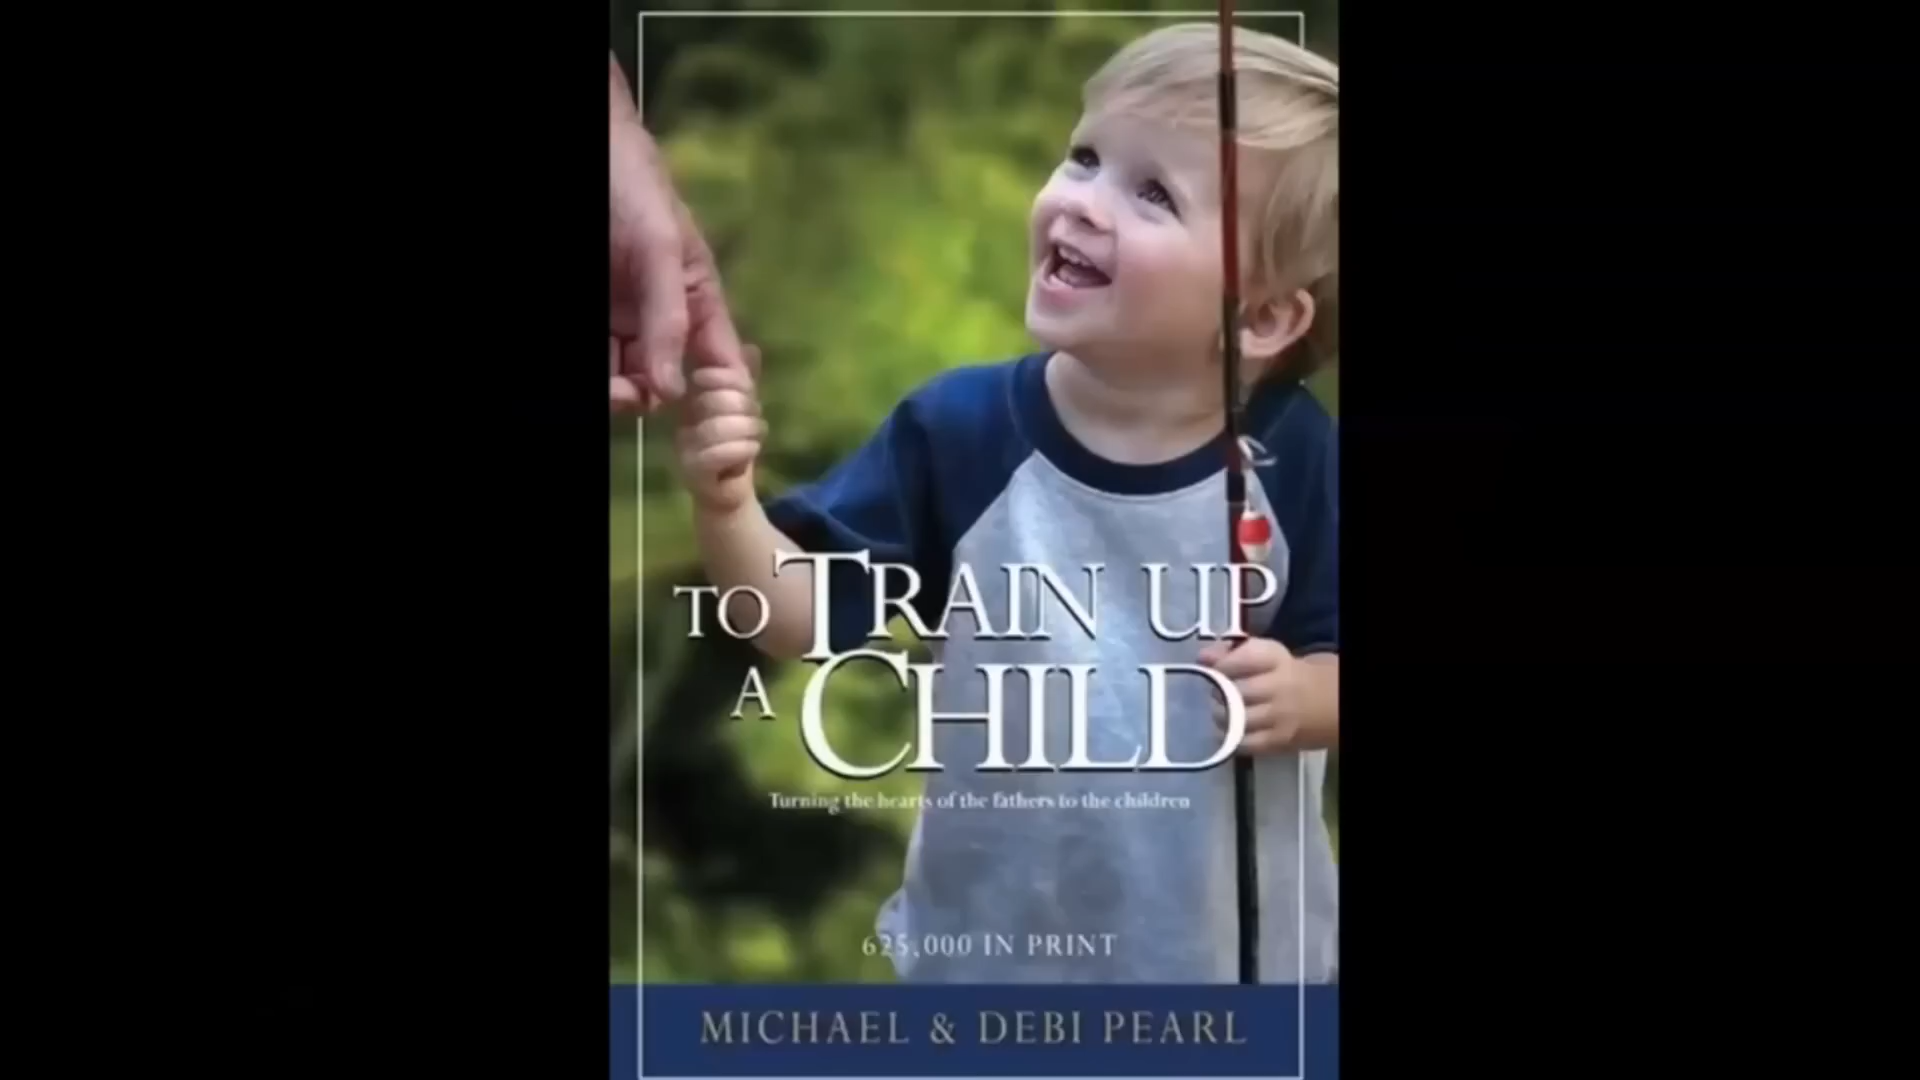 TO TRAIN UP
A CHILD
Turning the hearts of the fathers to the children
625,000 IN PRINT
MICHAEL & DEBI PEARL